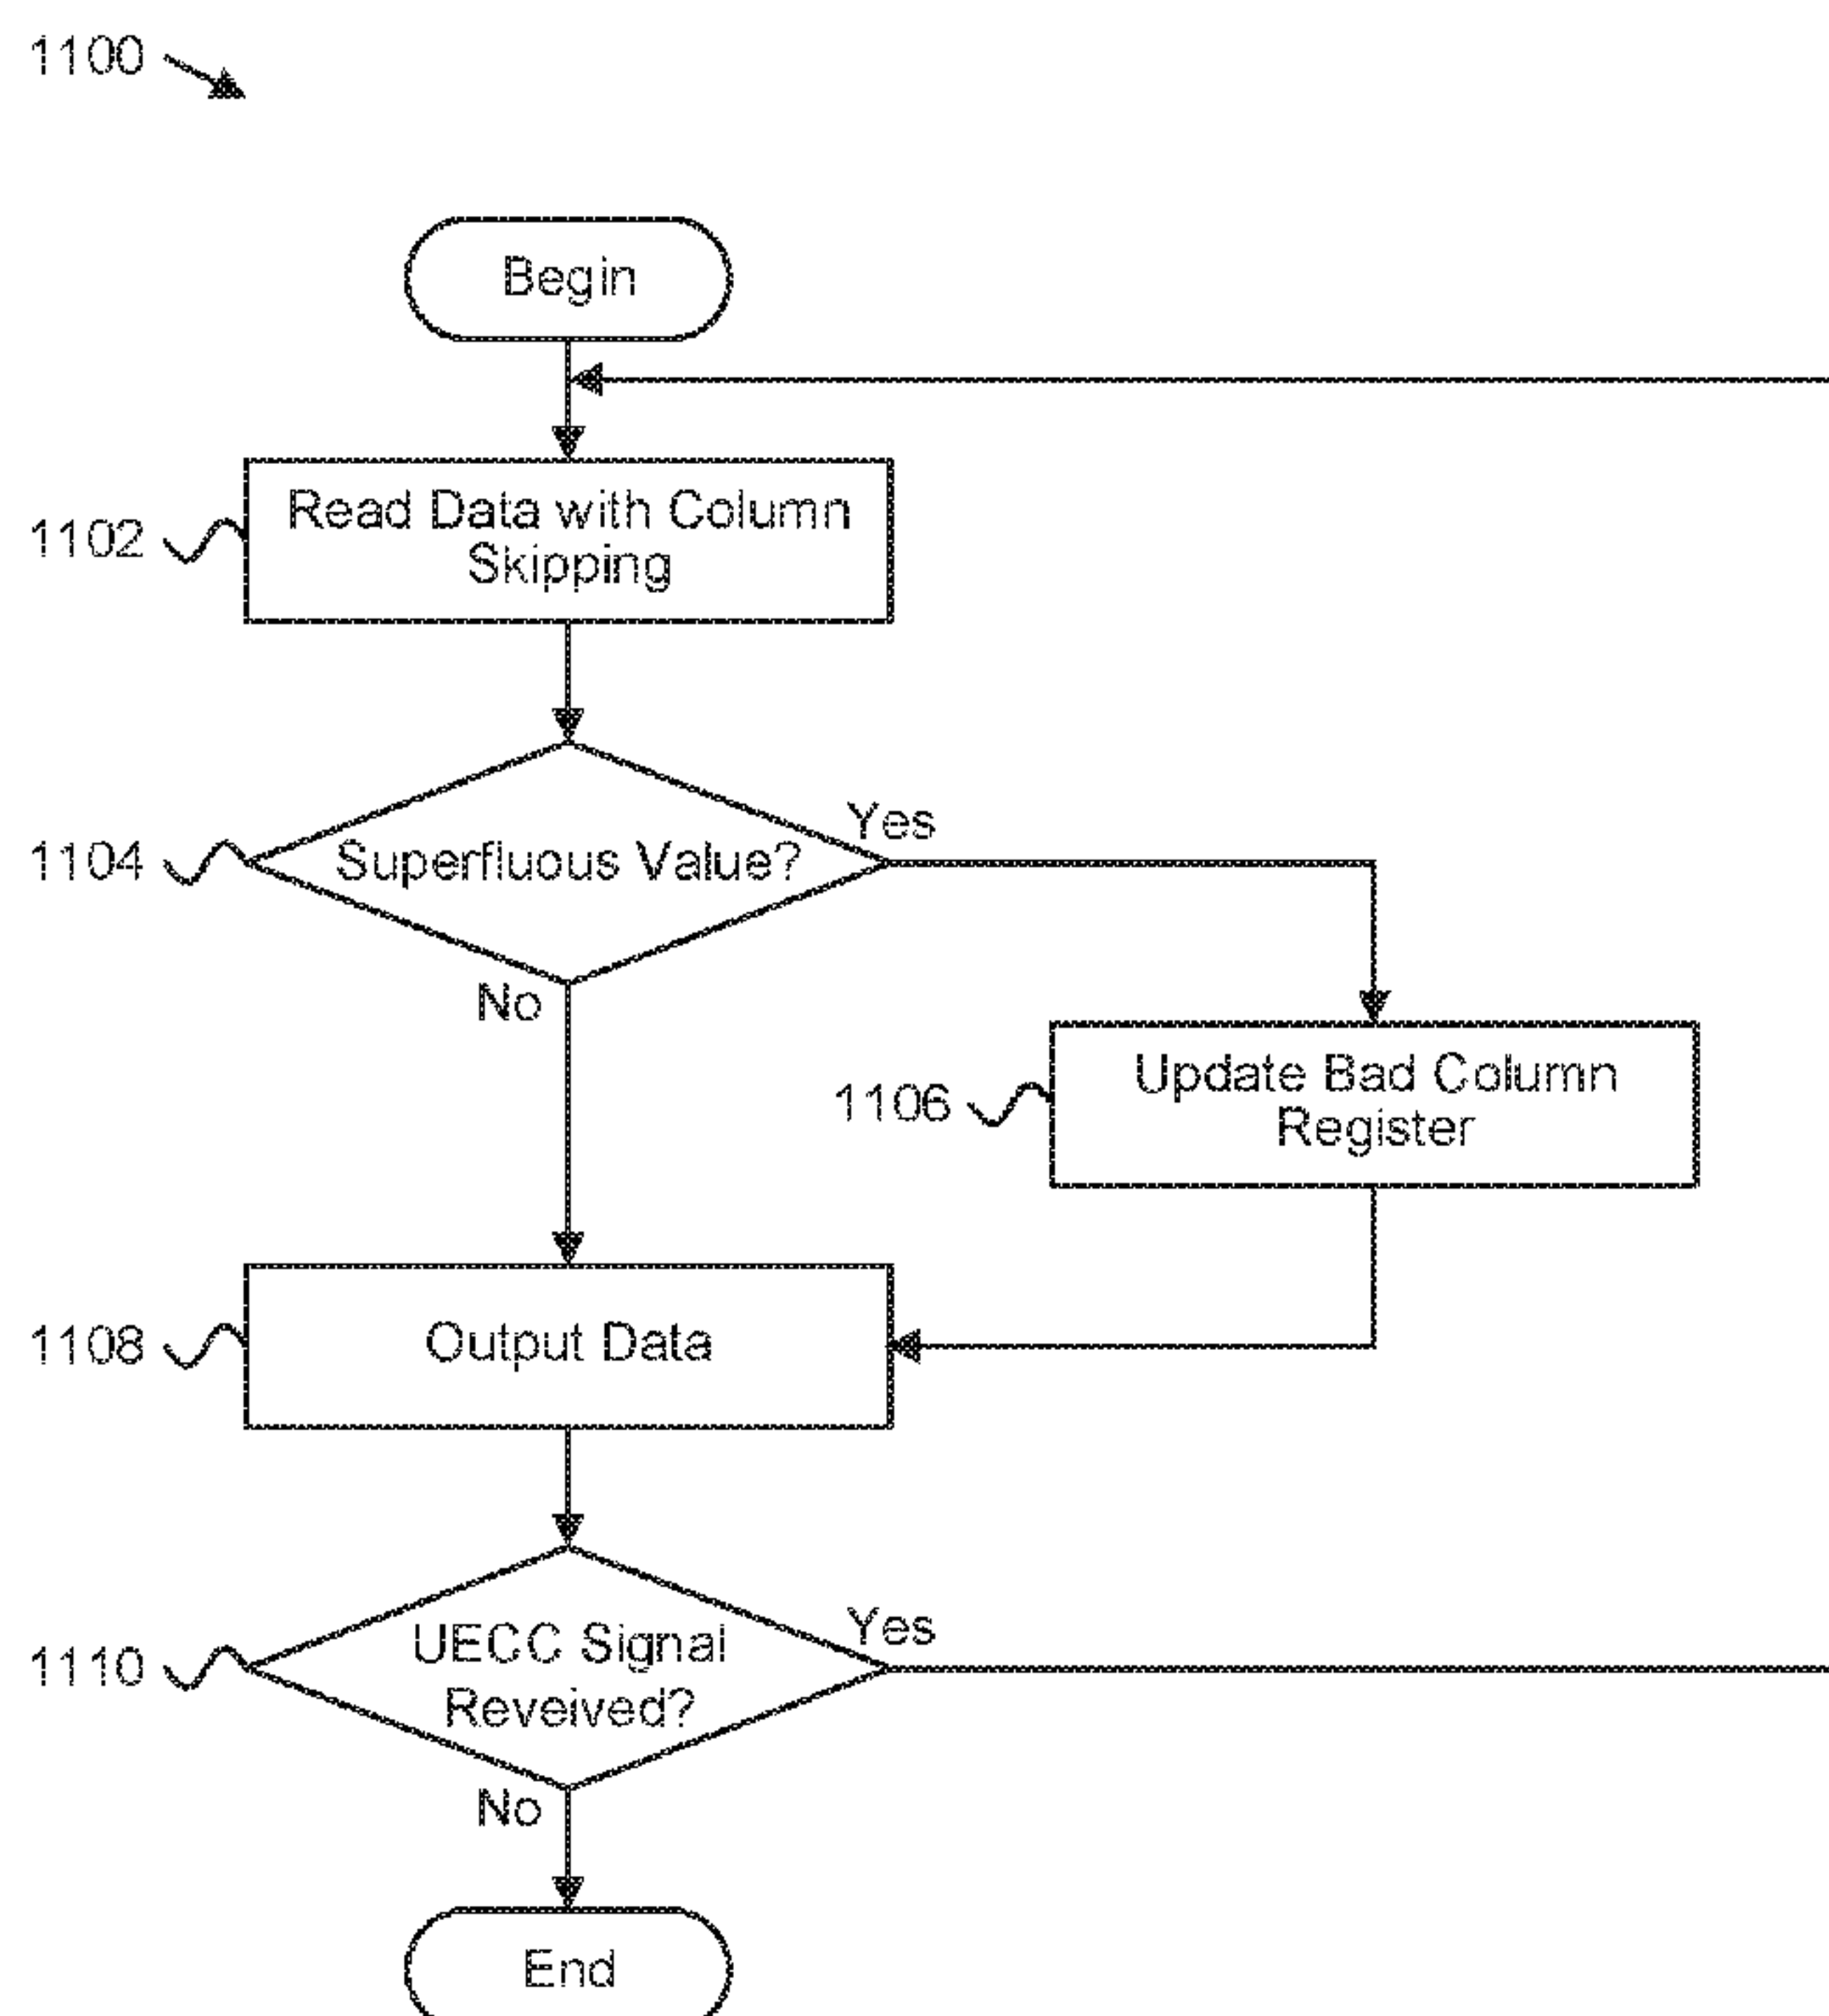 1100
Begin
1102
Read Data with Column
Skipping
1104
Superfluous Value?
Yes
No
1106
Update Bad Column
Register
1108
Output Data
1110
UECC Signal
Reveived?
Yes
No
End